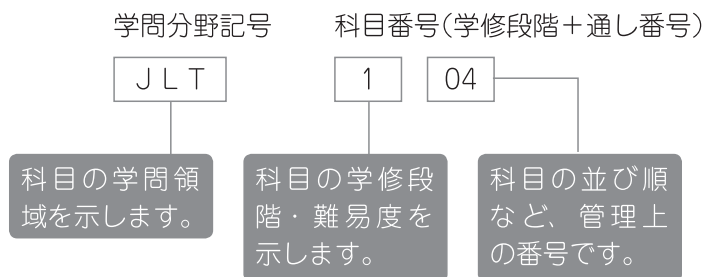 学問分野記号
科目番号(学修段階＋通し番号)
ＪＬＴ
1
04
科目の学問領
域を示します。
科目の学修段
階・難易度を
示します。
科目の並び順
など、管理上
の番号です。